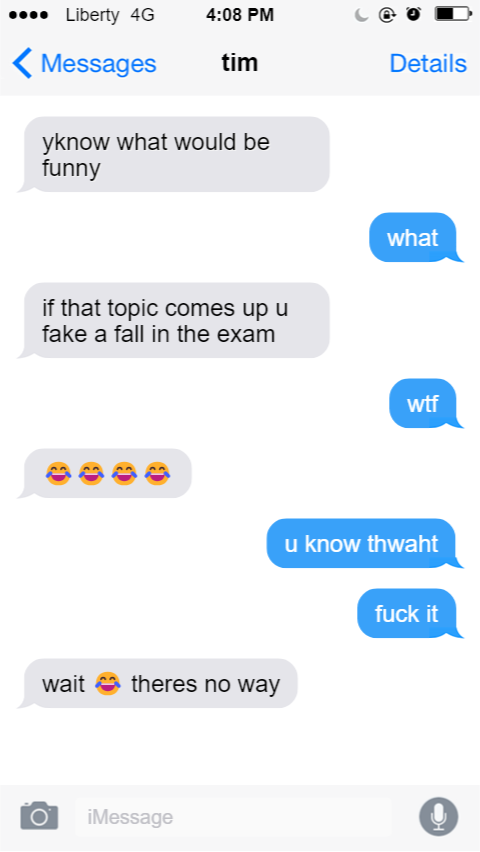 Liberty 4G 4:08 PM
Messages tim Details
yknow what would be
funny
what
if that topic comes up u
fake a fall in the exam
wtf
😂😂😂😂
u know thwaht
fuck it
wait 😂 theres no way
iMessage